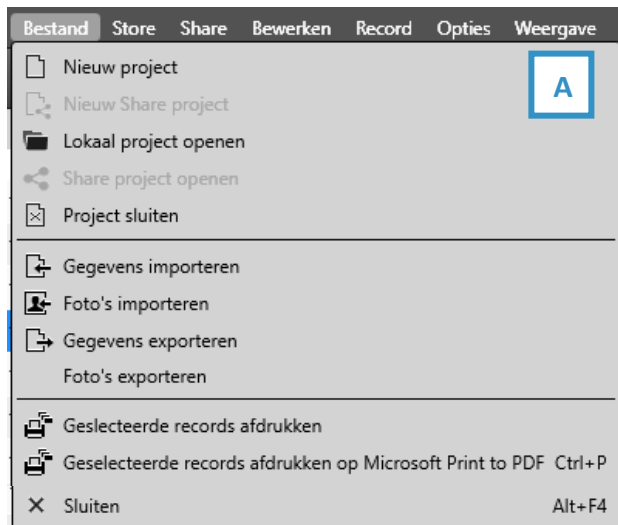 Bestand Store Share Bewerken Record Opties Weergave
Nieuw project
A
Nieuw Share project
Lokaal project openen
Share project openen
Project sluiten
Gegevens importeren
Foto's importeren
Gegevens exporteren
Foto's exporteren
Geslecteerde records afdrukken
Geselecteerde records afdrukken op Microsoft Print to PDF Ctrl+P
Sluiten Alt+F4